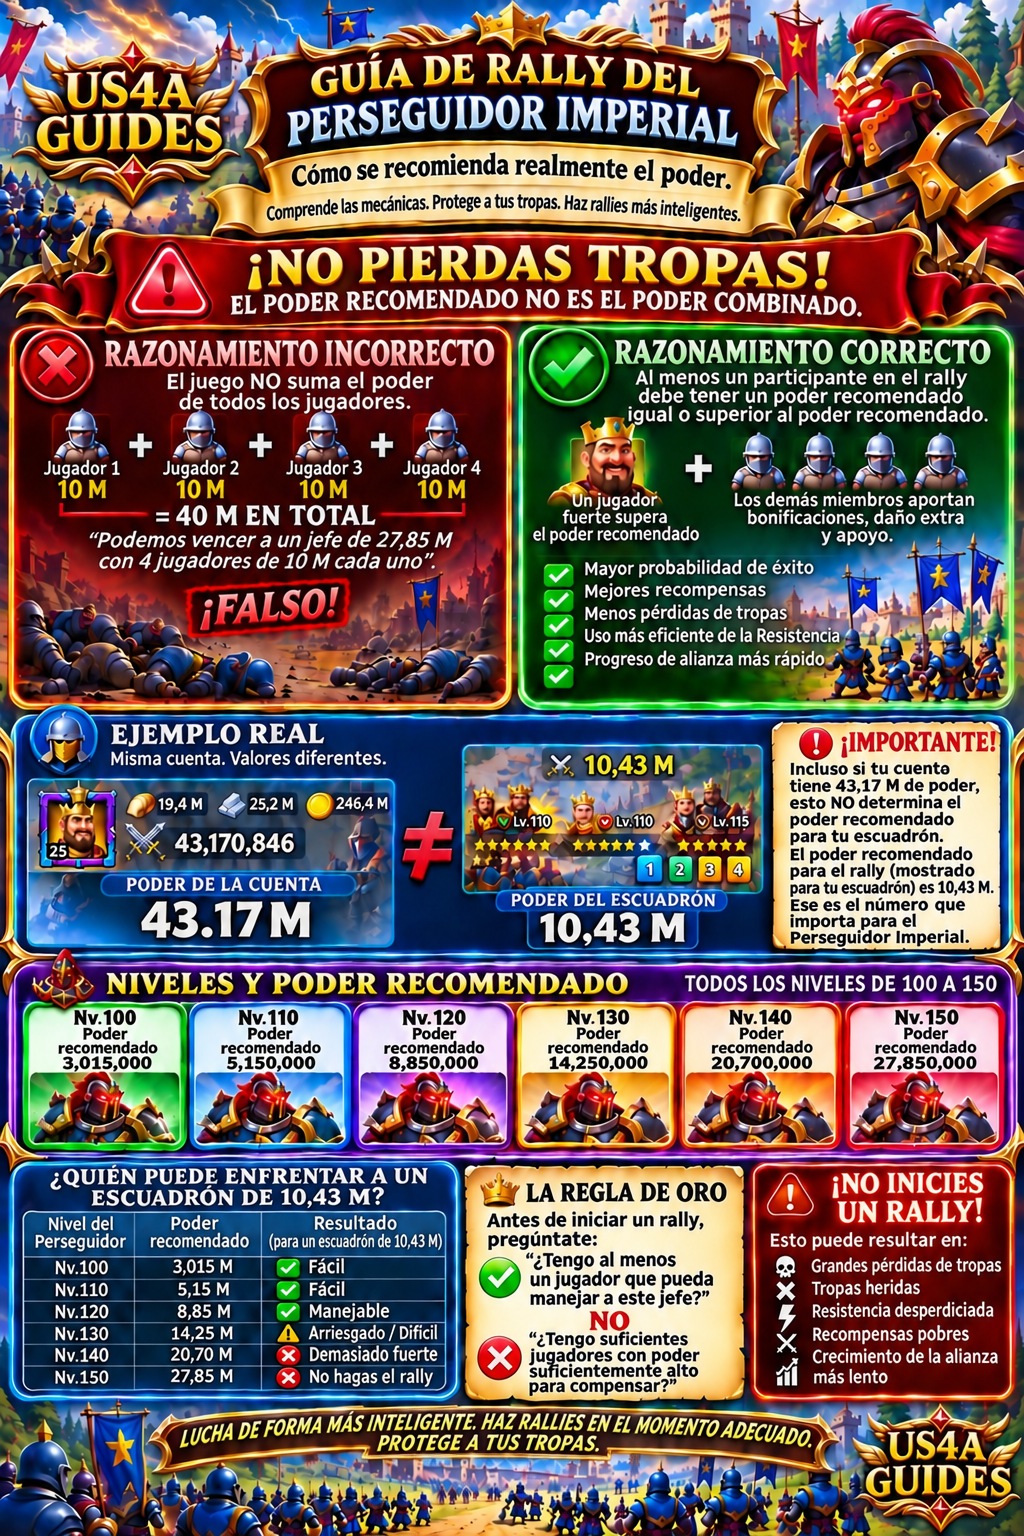 US4A
GUIDES
GUÍA DE RALLY DEL
PERSEGUIDOR IMPERIAL
Cómo se recomienda realmente el poder.
Comprende las mecánicas. Protege a tus tropas. Haz rallies más inteligentes.
¡NO PIERDAS TROPAS!
EL PODER RECOMENDADO NO ES EL PODER COMBINADO.
RAZONAMIENTO INCORRECTO
El juego NO suma el poder
de todos los jugadores.
+ + +
Jugador 1 Jugador 2 Jugador 3 Jugador 4
10 M 10 M 10 M 10 M
= 40 M EN TOTAL
“Podemos vencer a un jefe de 27,85 M
con 4 jugadores de 10 M cada uno”.
¡FALSO!
RAZONAMIENTO CORRECTO
Al menos un participante en el rally
debe tener un poder recomendado
igual o superior al poder recomendado.
+
Un jugador
fuerte supera
el poder recomendado
Los demás miembros aportan
bonificaciones, daño extra
y apoyo.
Mayor probabilidad de éxito
Mejores recompensas
Menos pérdidas de tropas
Uso más eficiente de la Resistencia
Progreso de alianza más rápido
EJEMPLO REAL
Misma cuenta. Valores diferentes.
19,4 M 25,2 M 246,4 M
25
43,170,846
PODER DE LA CUENTA
43.17 M
≠
10,43 M
Lv.110 Lv.110 Lv.115
1 2 3 4
PODER DEL ESCUADRÓN
10,43 M
¡IMPORTANTE!
Incluso si tu cuenta
tiene 43,17 M de poder,
esto NO determina el
poder recomendado
para tu escuadrón.
El poder recomendado
para el rally (mostrado
para tu escuadrón) es 10,43 M.
Ese es el número que
importa para el
Perseguidor Imperial.
NIVELES Y PODER RECOMENDADO
TODOS LOS NIVELES DE 100 A 150
Nv.100
Poder
recomendado
3,015,000
Nv.110
Poder
recomendado
5,150,000
Nv.120
Poder
recomendado
8,850,000
Nv.130
Poder
recomendado
14,250,000
Nv.140
Poder
recomendado
20,700,000
Nv.150
Poder
recomendado
27,850,000
¿QUIÉN PUEDE ENFRENTAR A UN
ESCUADRÓN DE 10,43 M?
Nivel del Perseguidor Poder recomendado Resultado (para un escuadrón de 10,43 M)
Nv.100 3,015 M Fácil
Nv.110 5,15 M Fácil
Nv.120 8,85 M Manejable
Nv.130 14,25 M Arriesgado / Difícil
Nv.140 20,70 M Demasiado fuerte
Nv.150 27,85 M No hagas el rally
LA REGLA DE ORO
Antes de iniciar un rally,
pregúntate:
“¿Tengo al menos
un jugador que pueda
manejar a este jefe?”
NO
“¿Tengo suficientes
jugadores con poder
suficientemente alto
para compensar?”
¡NO INICIES
UN RALLY!
Esto puede resultar en:
Grandes pérdidas de tropas
Tropas heridas
Resistencia desperdiciada
Recompensas pobres
Crecimiento de la alianza
más lento
LUCHA DE FORMA MÁS INTELIGENTE. HAZ RALLIES EN EL MOMENTO ADECUADO.
PROTEGE A TUS TROPAS.
US4A
GUIDES